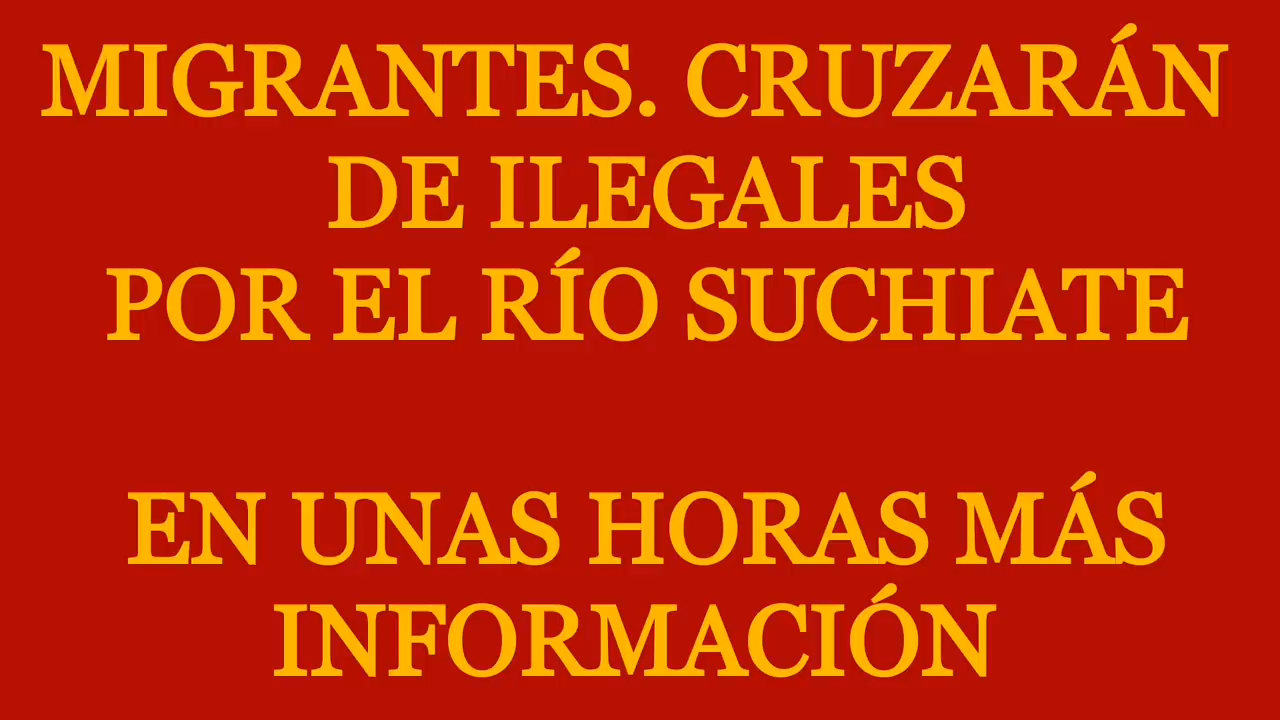 MIGRANTES. CRUZARÁN
DE ILEGALES
POR EL RÍO SUCHIATE
EN UNAS HORAS MÁS
INFORMACIÓN